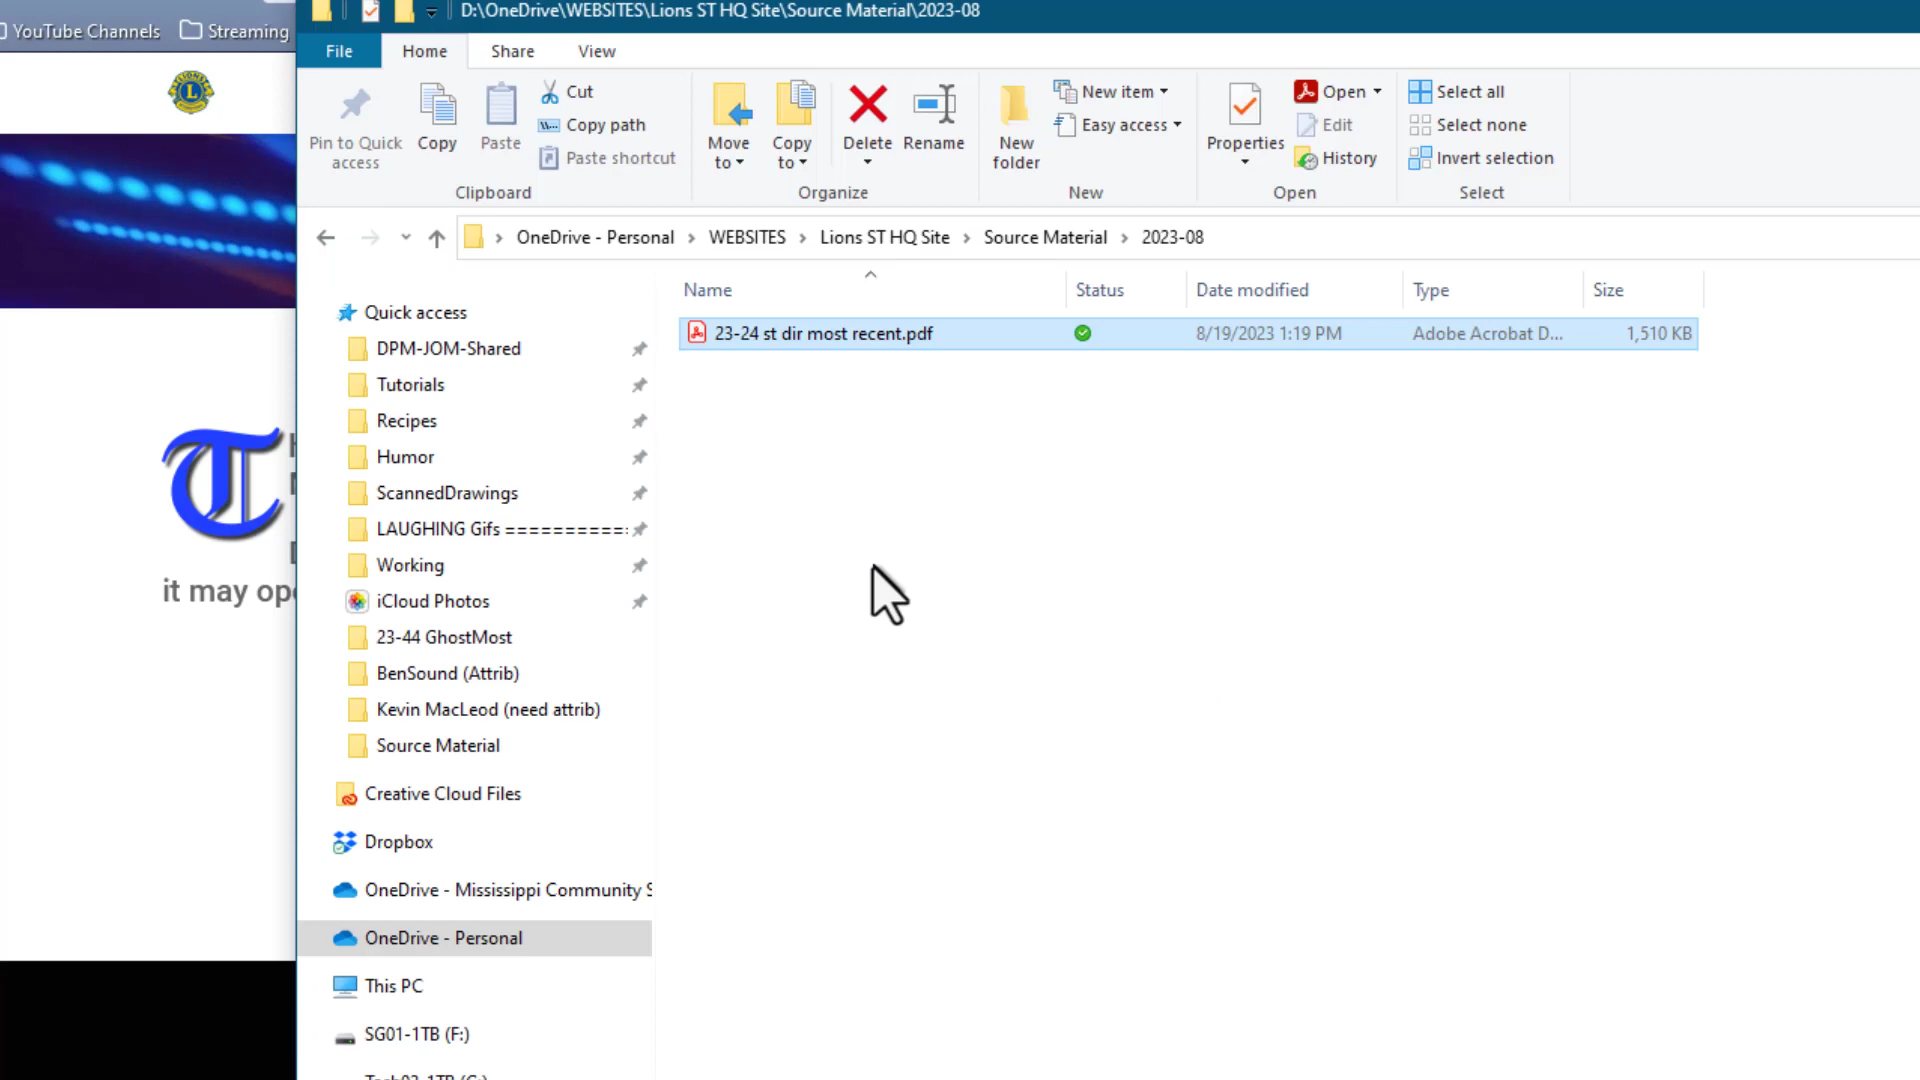 D:\OneDrive\WEBSITES\Lions ST HQ Site\Source Material\2023-08
YouTube Channels
Streaming
File
Home
Share
View
Pin to Quick access
Copy
Paste
Cut
Copy path
Paste shortcut
Clipboard
Move to
Copy to
Delete
Rename
Organize
New folder
New item
Easy access
New
Properties
Open
Edit
History
Open
Select all
Select none
Invert selection
Select
OneDrive - Personal > WEBSITES > Lions ST HQ Site > Source Material > 2023-08
Name
Status
Date modified
Type
Size
23-24 st dir most recent.pdf
8/19/2023 1:19 PM
Adobe Acrobat D...
1,510 KB
Quick access
DPM-JOM-Shared
Tutorials
Recipes
Humor
ScannedDrawings
LAUGHING Gifs ==========:
Working
iCloud Photos
23-44 GhostMost
BenSound (Attrib)
Kevin MacLeod (need attrib)
Source Material
Creative Cloud Files
Dropbox
OneDrive - Mississippi Community S
OneDrive - Personal
This PC
SG01-1TB (F:)
T
it may op
L
LIONS